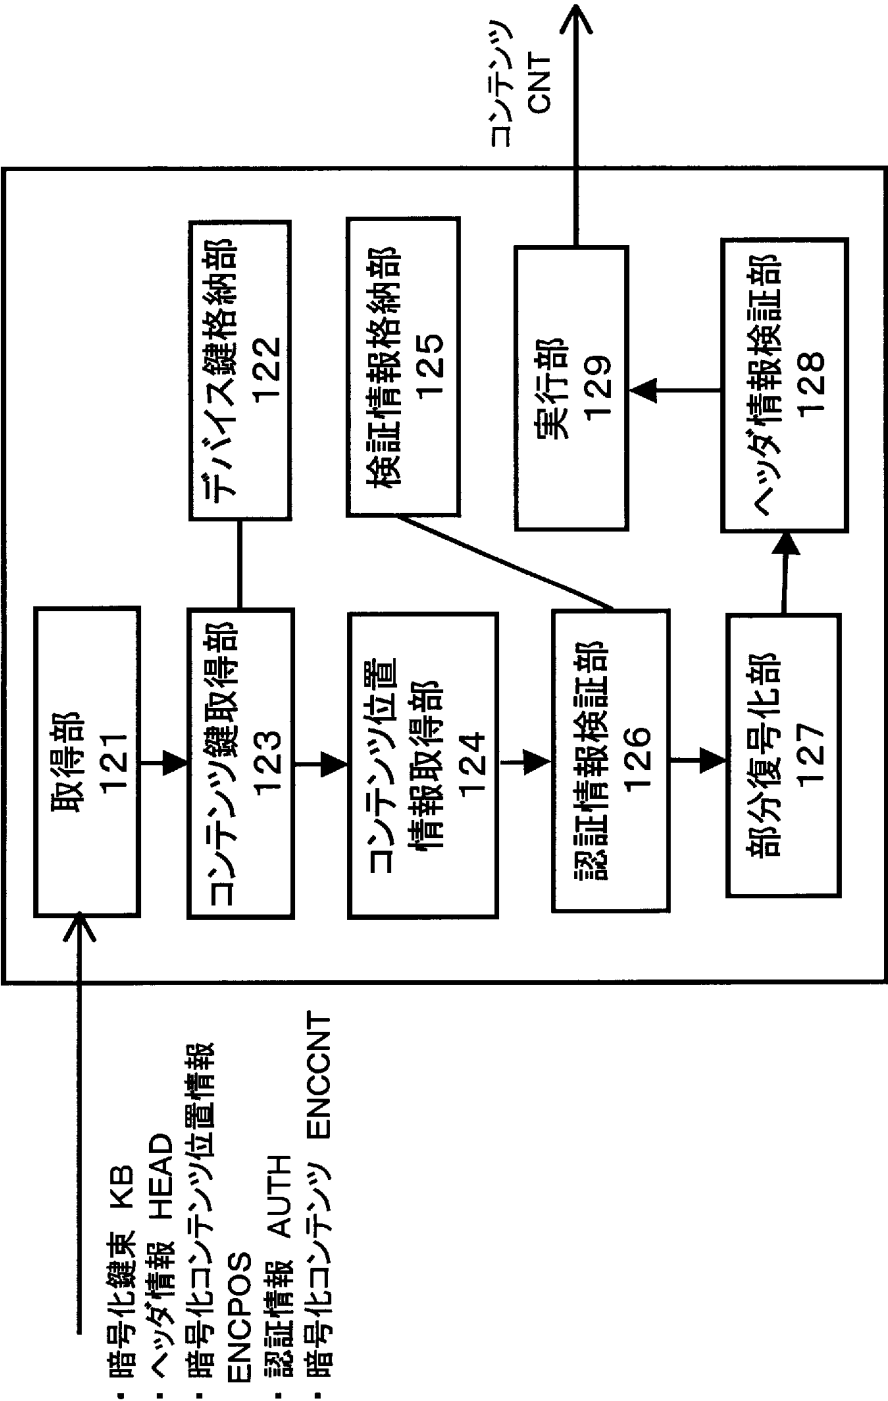 ・暗号化鍵束 KB
・ヘッダ情報 HEAD
・暗号化コンテンツ位置情報
ENCPOS
・認証情報 AUTH
・暗号化コンテンツ ENCCNT
取得部
121
コンテンツ鍵取得部
123
コンテンツ位置
情報取得部
124
認証情報検証部
126
部分復号化部
127
デバイス鍵格納部
122
検証情報格納部
125
実行部
129
ヘッダ情報検証部
128
コンテンツ
CNT